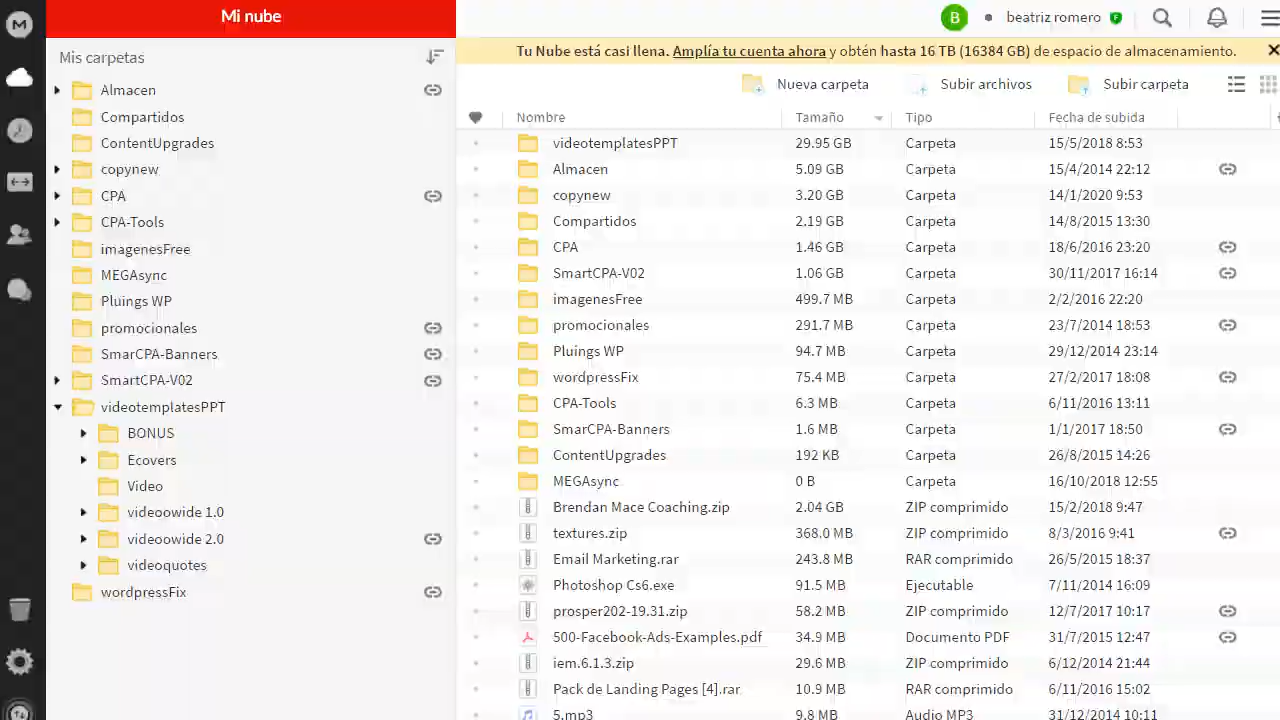 Mi nube
Mis carpetas
Almacen
Compartidos
ContentUpgrades
copynew
CPA
CPA-Tools
imagenesFree
MEGAsync
Pluings WP
promocionales
SmarCPA-Banners
SmartCPA-V02
videotemplatesPPT
BONUS
Ecovers
Video
videoowide 1.0
videoowide 2.0
videoquotes
wordpressFix
B beatriz romero
Tu Nube está casi llena. Amplía tu cuenta ahora y obtén hasta 16 TB (16384 GB) de espacio de almacenamiento.
Nueva carpeta Subir archivos Subir carpeta
Nombre Tamaño Tipo Fecha de subida
videotemplatesPPT 29.95 GB Carpeta 15/5/2018 8:53
Almacen 5.09 GB Carpeta 15/4/2014 22:12
copynew 3.20 GB Carpeta 14/1/2020 9:53
Compartidos 2.19 GB Carpeta 14/8/2015 13:30
CPA 1.46 GB Carpeta 18/6/2016 23:20
SmartCPA-V02 1.06 GB Carpeta 30/11/2017 16:14
imagenesFree 499.7 MB Carpeta 2/2/2016 22:20
promocionales 291.7 MB Carpeta 23/7/2014 18:53
Pluings WP 94.7 MB Carpeta 29/12/2014 23:14
wordpressFix 75.4 MB Carpeta 27/2/2017 18:08
CPA-Tools 6.3 MB Carpeta 6/11/2016 13:11
SmarCPA-Banners 1.6 MB Carpeta 1/1/2017 18:50
ContentUpgrades 192 KB Carpeta 26/8/2015 14:26
MEGAsync 0 B Carpeta 16/10/2018 12:55
Brendan Mace Coaching.zip 2.04 GB ZIP comprimido 15/2/2018 9:47
textures.zip 368.0 MB ZIP comprimido 8/3/2016 9:41
Email Marketing.rar 243.8 MB RAR comprimido 26/5/2015 18:37
Photoshop Cs6.exe 91.5 MB Ejecutable 7/11/2014 16:09
prosper202-19.31.zip 58.2 MB ZIP comprimido 12/7/2017 10:17
500-Facebook-Ads-Examples.pdf 34.9 MB Documento PDF 31/7/2015 12:47
iem.6.1.3.zip 29.6 MB ZIP comprimido 6/12/2014 21:44
Pack de Landing Pages [4].rar 10.9 MB RAR comprimido 6/11/2016 15:02
5.mp3 9.8 MB Audio MP3 31/12/2014 10:11